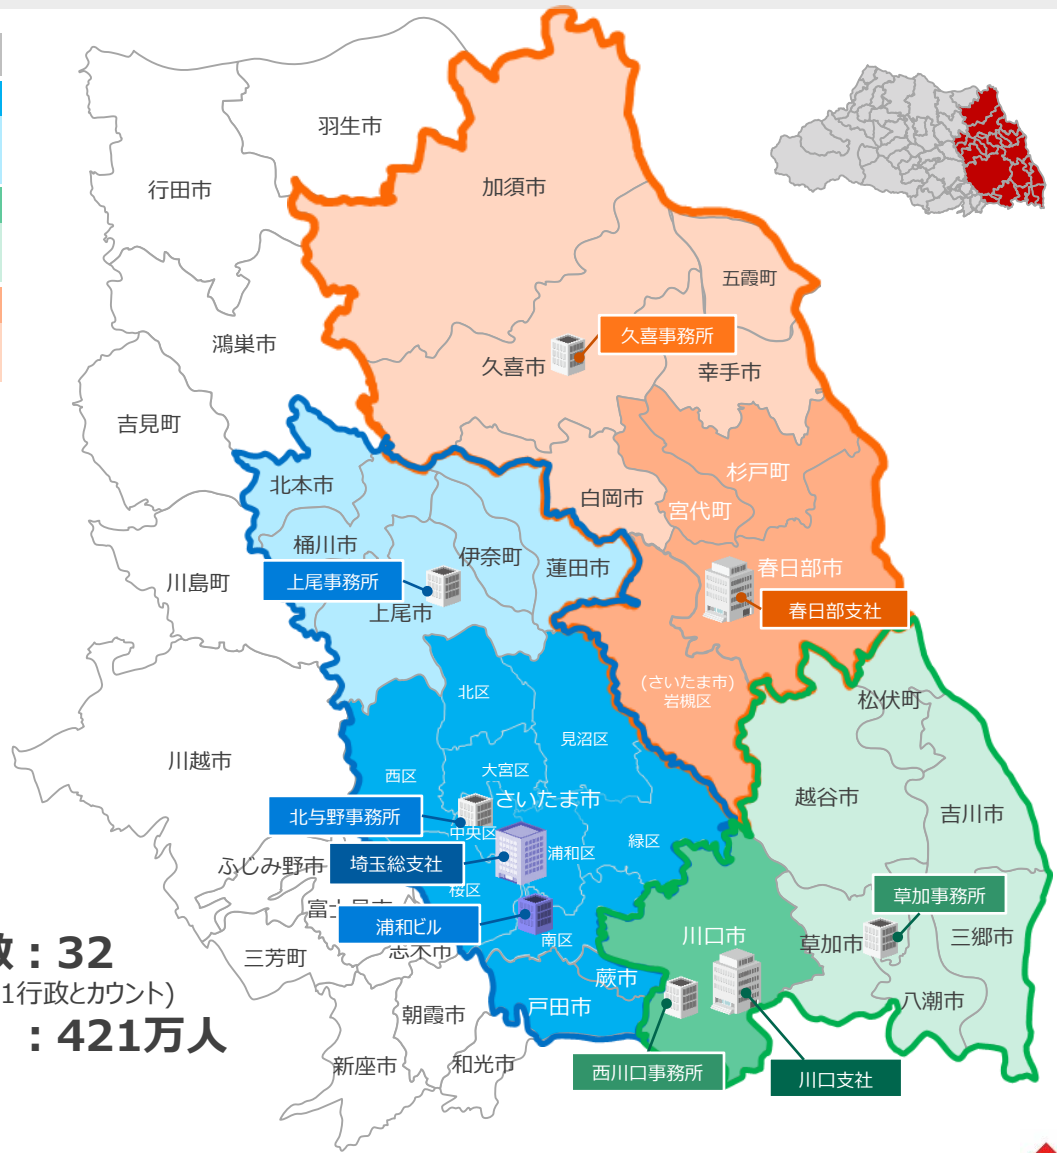 羽生市
加須市
行田市
五霞町
久喜事務所
鴻巣市
久喜市
幸手市
吉見町
杉戸町
北本市
白岡市
宮代町
桶川市
伊奈町
蓮田市
春日部市
川島町
上尾事務所
上尾市
春日部支社
(さいたま市)
岩槻区
北区
松伏町
見沼区
川越市
大宮区
西区
さいたま市
越谷市
北与野事務所
吉川市
中央区
緑区
浦和区
ふじみ野市
埼玉総支社
桜区
草加事務所
浦和ビル
川口市
南区
草加市
三郷市
志木市
三芳町
: 32
蕨市
1行政とカウント)
八潮市
戸田市
朝霞市
: 421万人
新座市
和光市
西川口事務所
川口支社